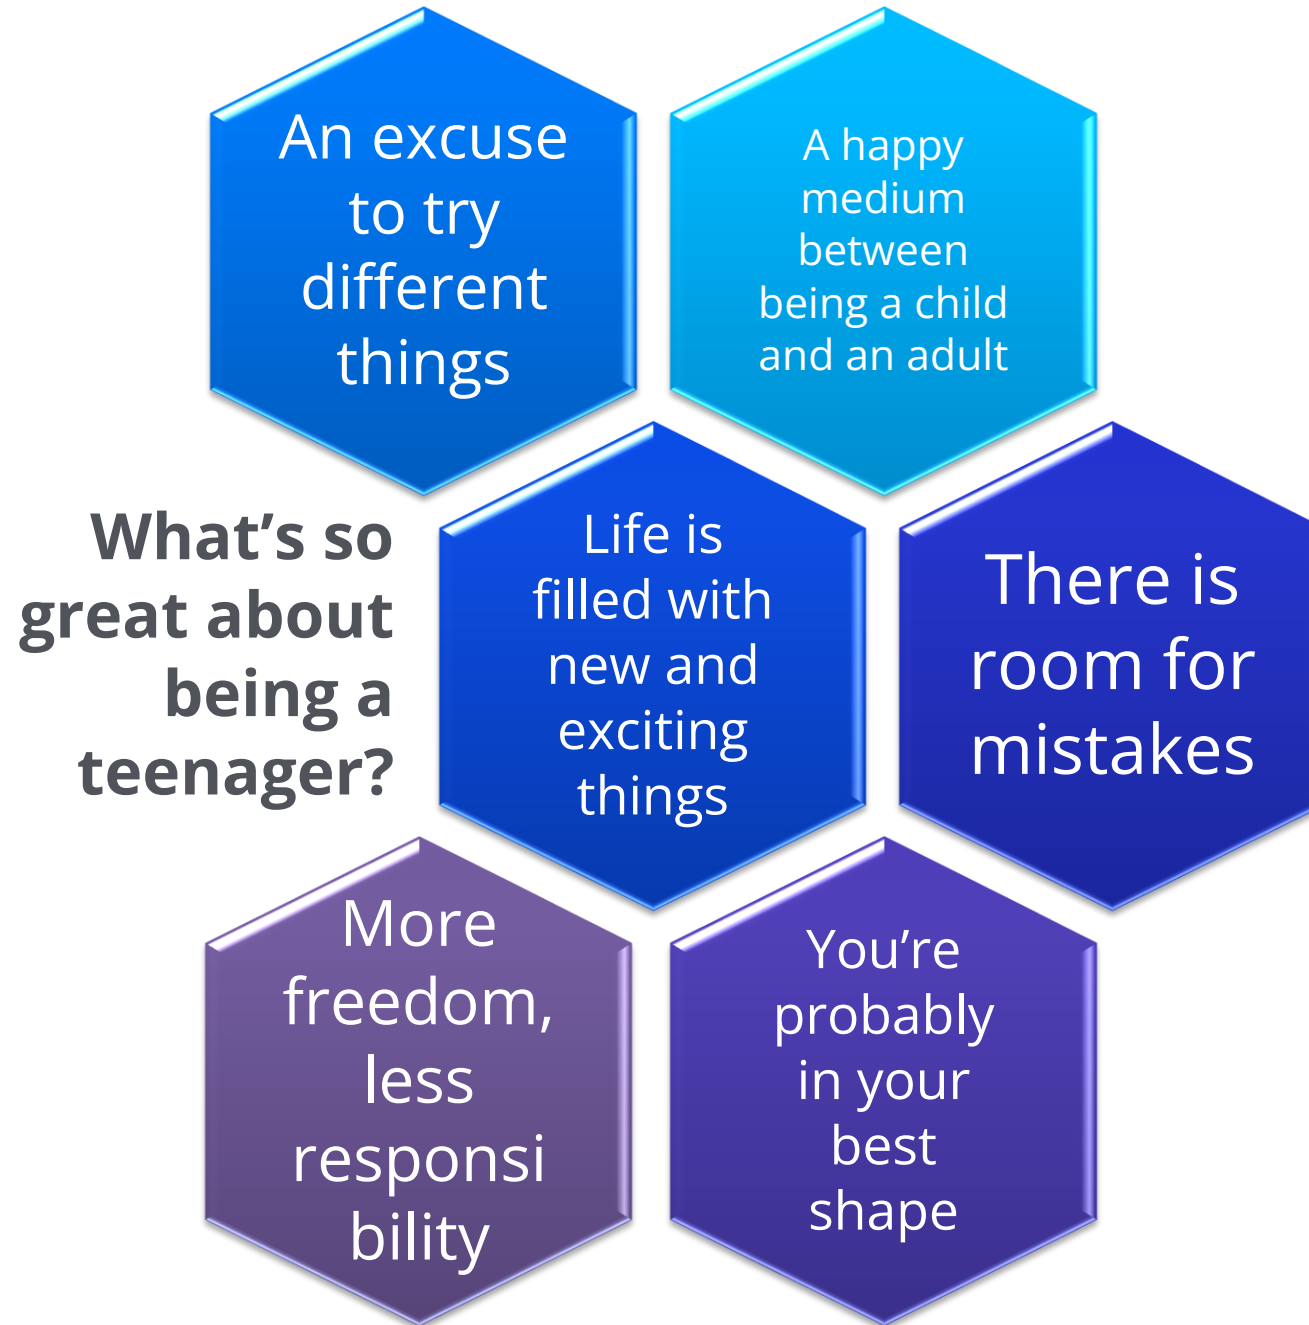 An excuse
to try
different
things
A happy
medium
between
being a child
and an adult
What’s so
great about
being a
teenager?
Life is
filled with
new and
exciting
things
There is
room for
mistakes
More
freedom,
less
responsi
bility
You’re
probably
in your
best
shape